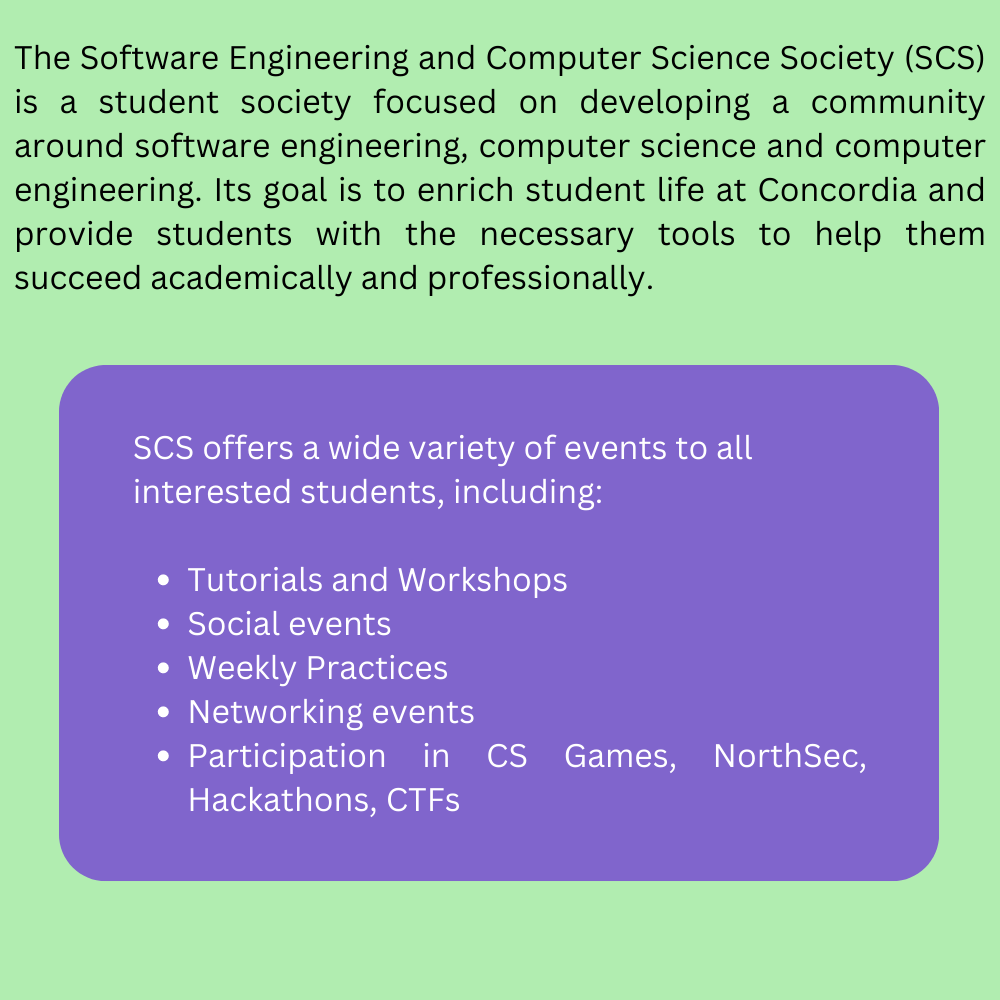 The Software Engineering and Computer Science Society (SCS)
is a student society focused on developing a community
around software engineering, computer science and computer
engineering. Its goal is to enrich student life at Concordia and
provide students with the necessary tools to help them
succeed academically and professionally.
SCS offers a wide variety of events to all
interested students, including:
• Tutorials and Workshops
• Social events
• Weekly Practices
• Networking events
• Participation in CS Games, NorthSec,
Hackathons, CTFs